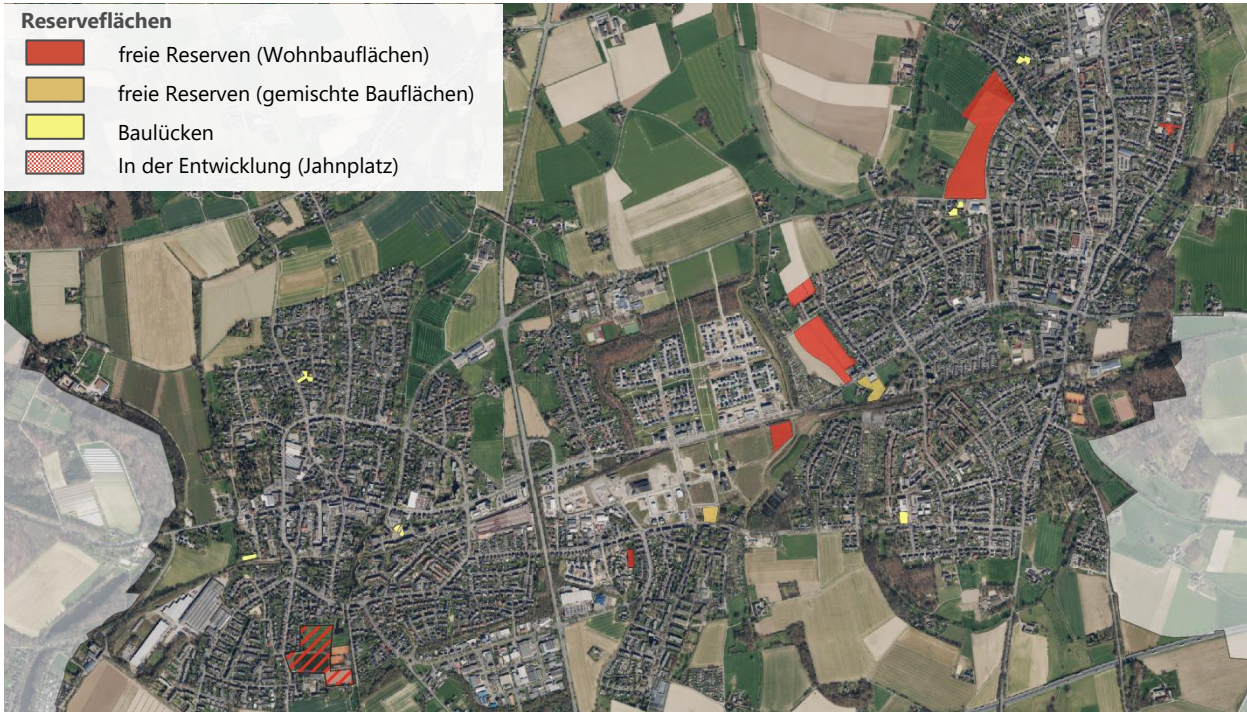 Reserveflächen
freie Reserven (Wohnbauflächen)
freie Reserven (gemischte Bauflächen)
Baulücken
In der Entwicklung (Jahnplatz)